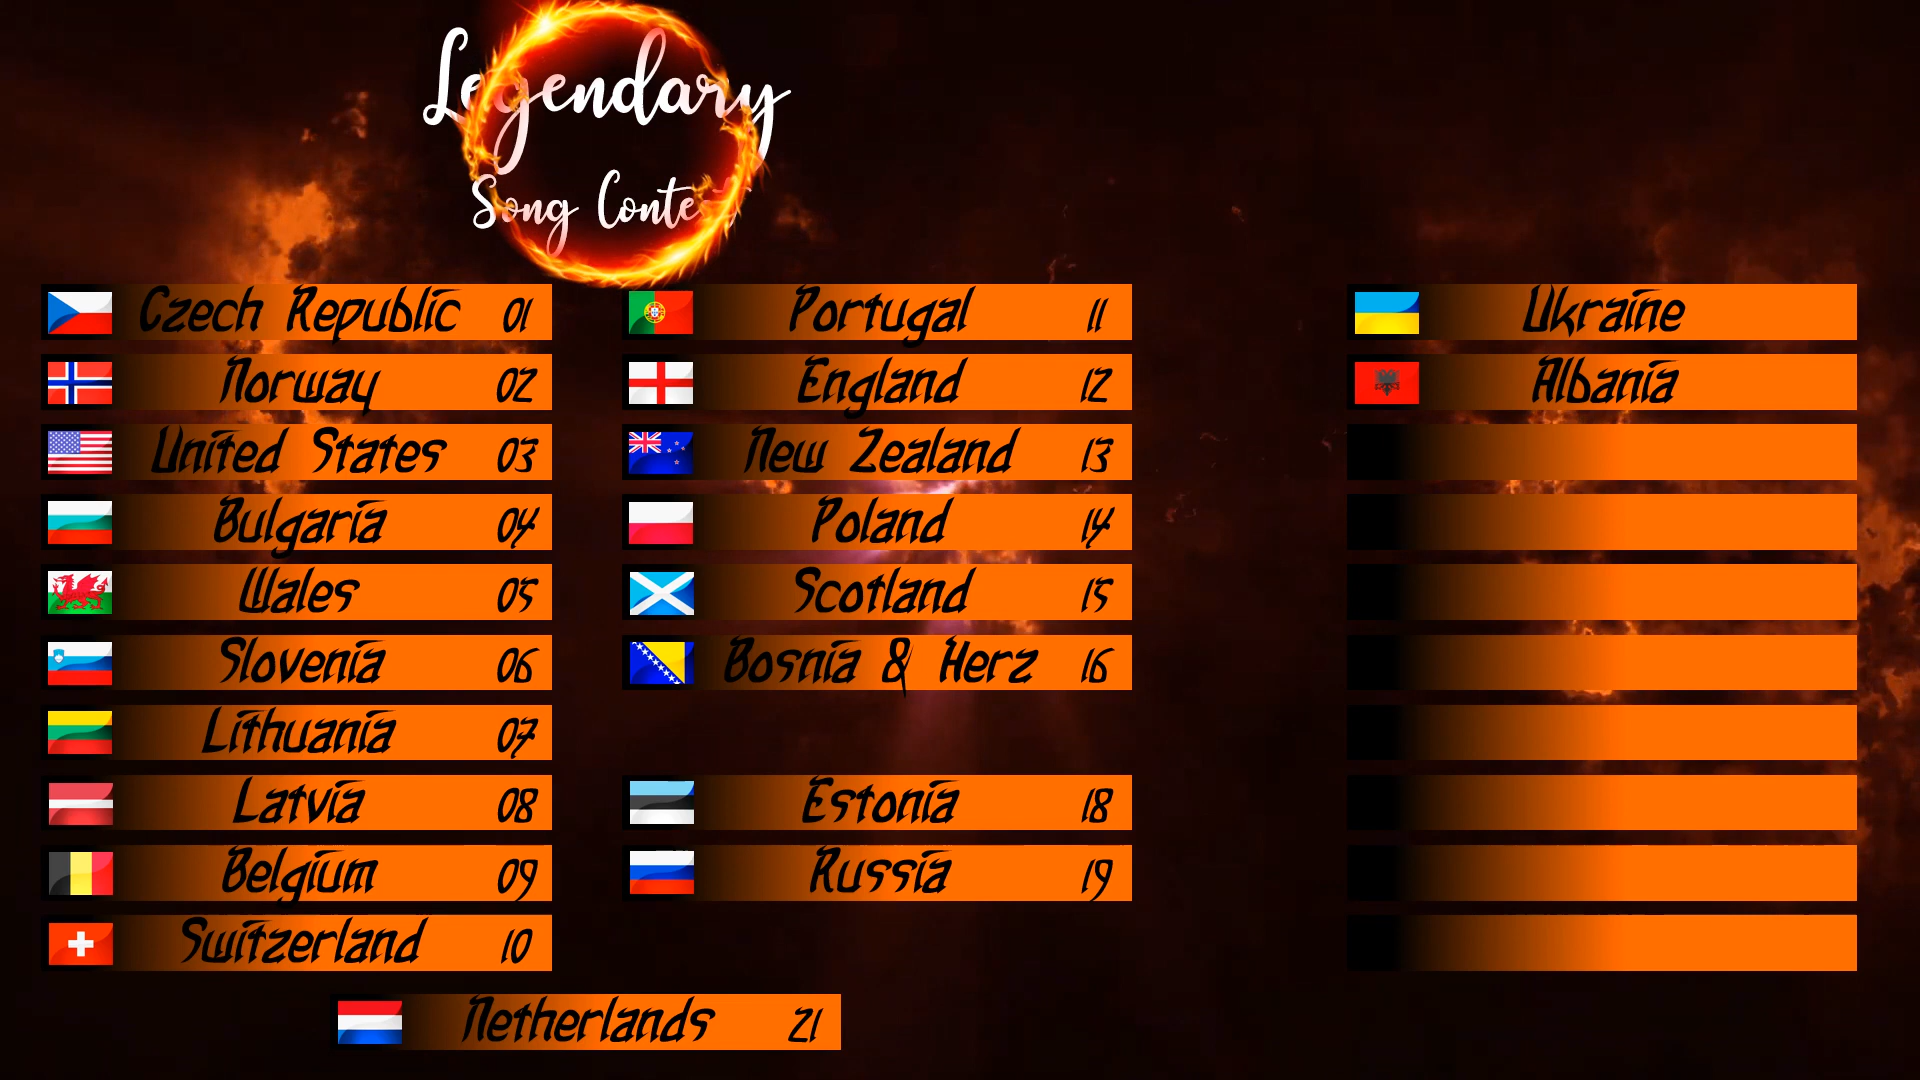 Legendary
Song Contest
Czech Republic 01
Norway 02
United States 03
Bulgaria 04
Wales 05
Slovenia 06
Lithuania 07
Latvia 08
Belgium 09
Switzerland 10
Portugal 11
England 12
New Zealand 13
Poland 14
Scotland 15
Bosnia & Herz 16
Estonia 18
Russia 19
Netherlands 21
Ukraine
Albania